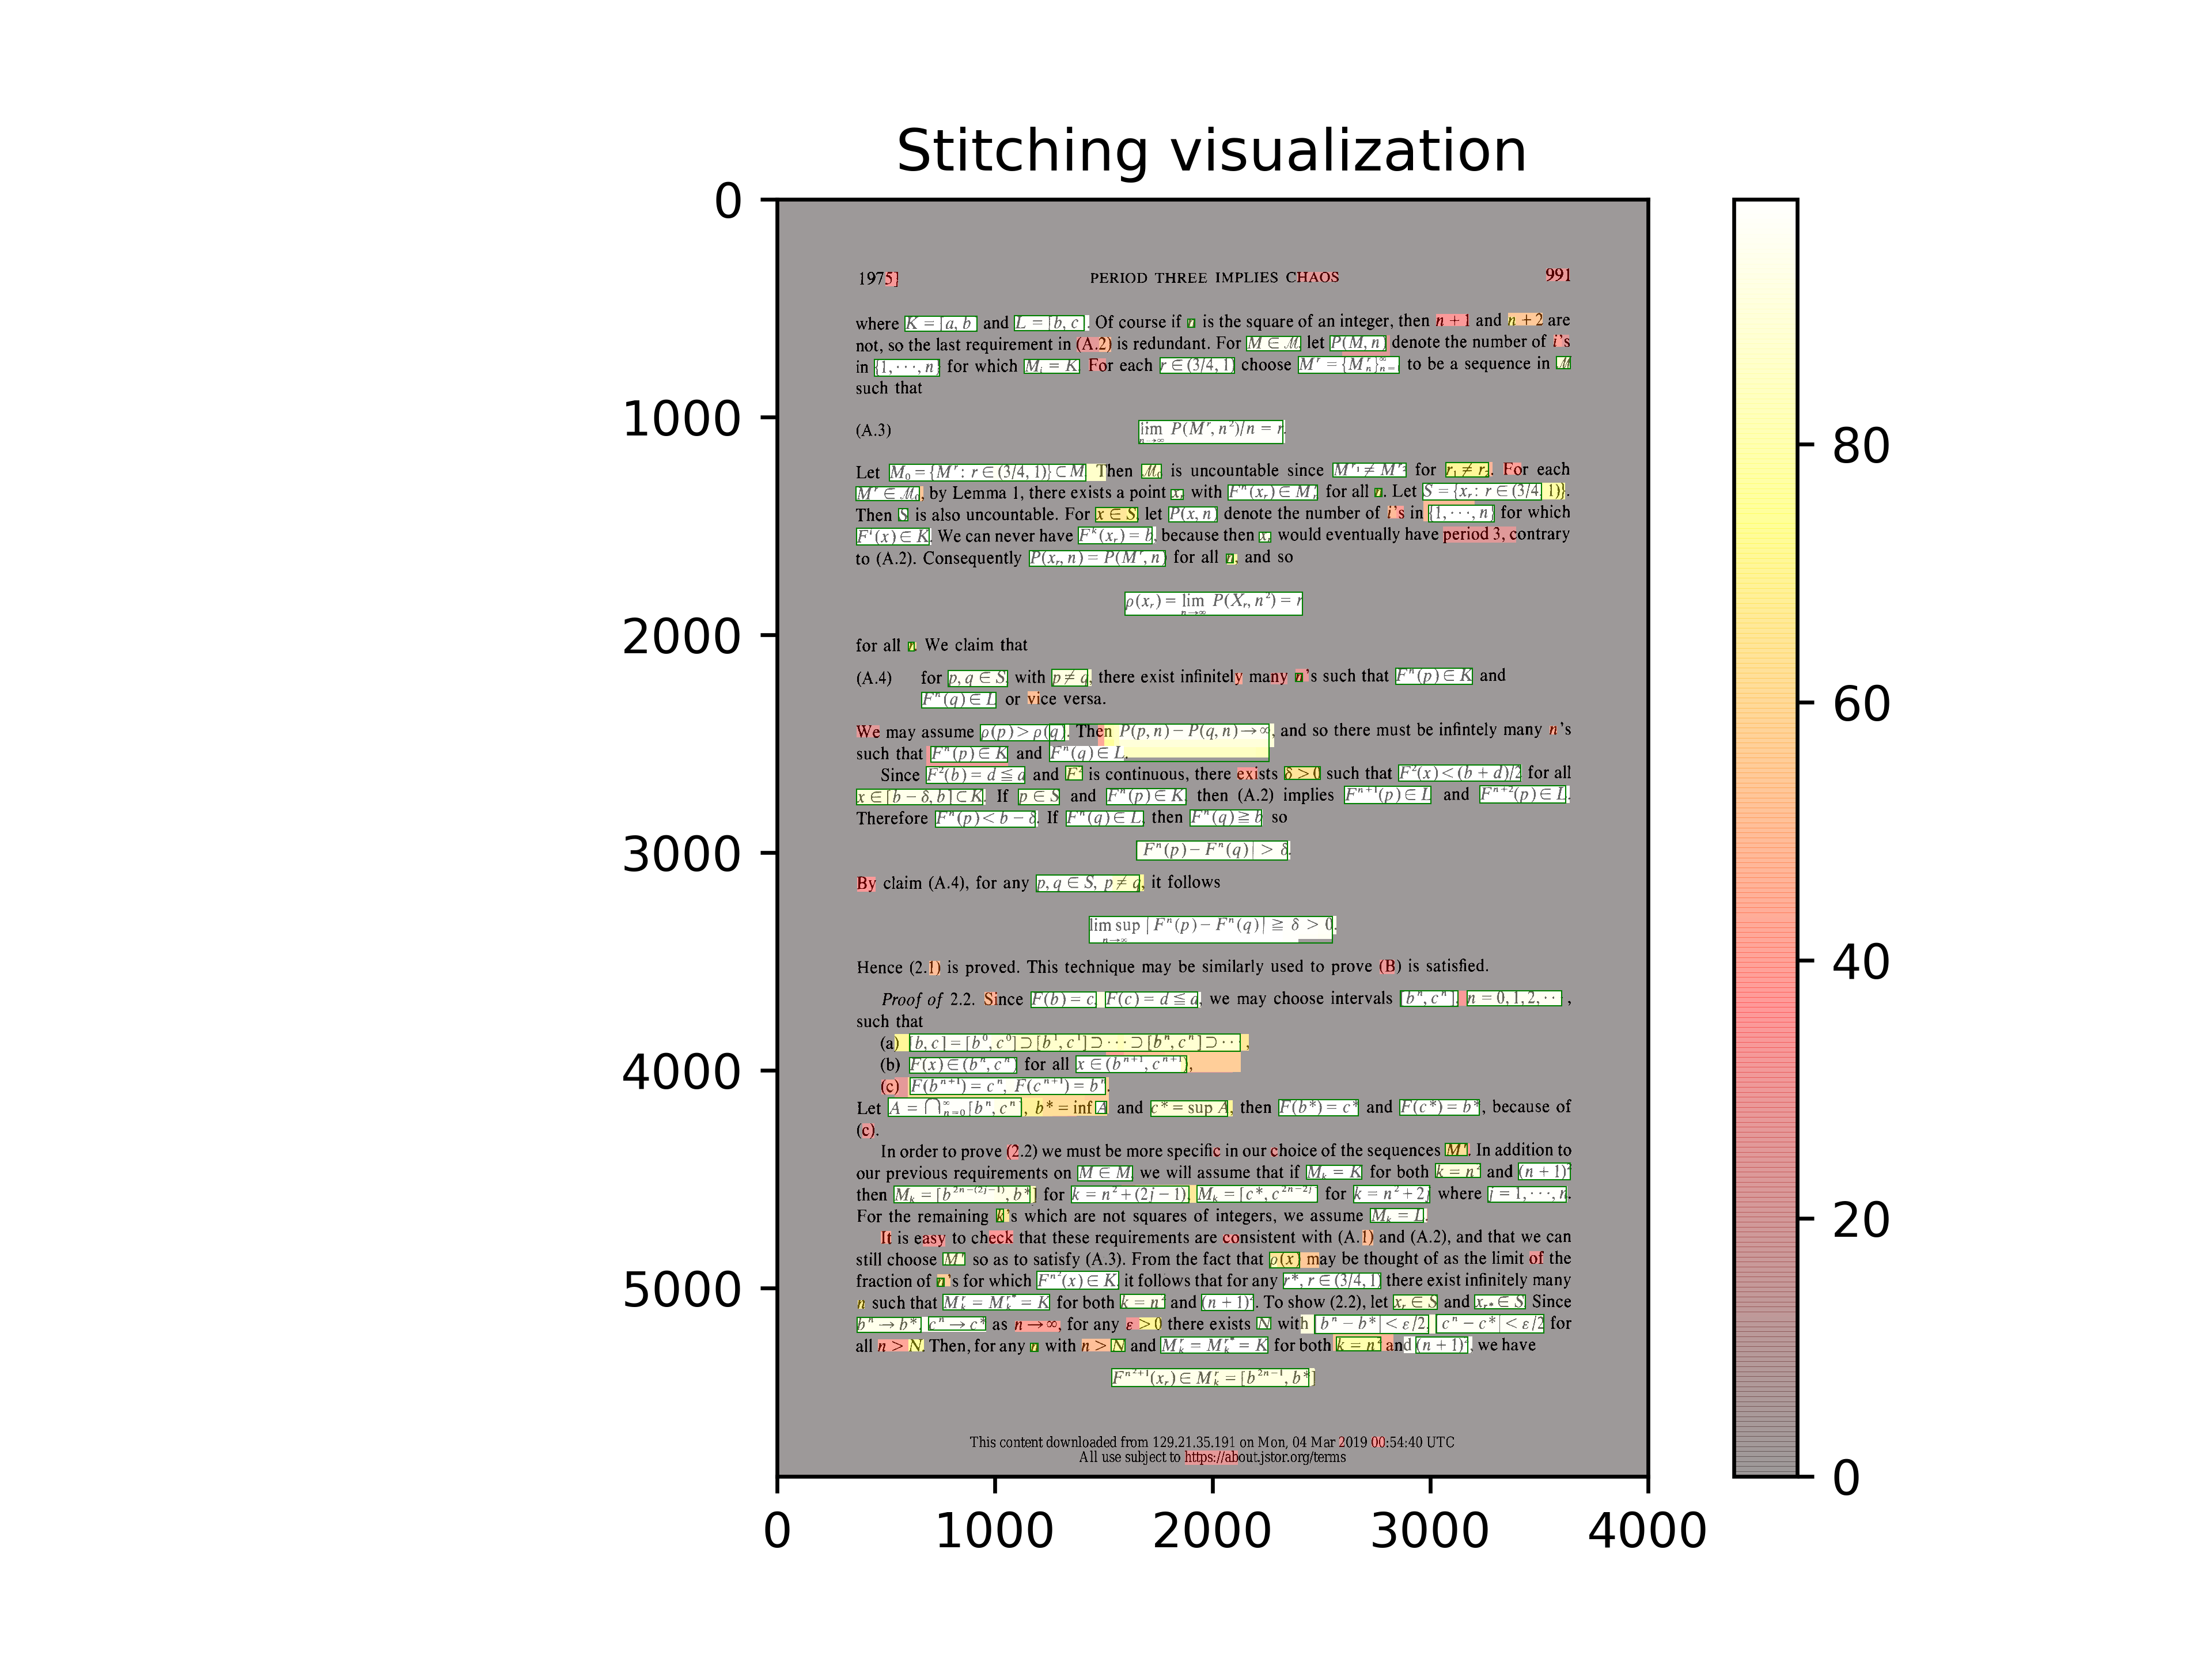 Stitching visualization
0
1000
2000
3000
4000
5000
0 1000 2000 3000 4000
80
60
40
20
0
1975] PERIOD THREE IMPLIES CHAOS 991
where K = [a, b and L = [b, c . Of course if n is the square of an integer, then n + 1 and n + 2 are
not, so the last requirement in (A.2) is redundant. For M ∈ ℳ let P(M, n) denote the number of i's
in {1, ⋯, n} for which Mᵢ = K. For each r ∈ (3/4, 1) choose Mʳ = {Mʳₙ}^∞ₙ₌ to be a sequence in ℳ
such that
(A.3) lim P(Mʳ, n²)/n = r.
n→∞
Let M₀ = {Mʳ : r ∈ (3/4, 1)} ⊂ M Then ℳ₀ is uncountable since M^{r₁} ≠ M^{r₂} for r₁ ≠ r₂. For each
Mʳ ∈ ℳ₀, by Lemma 1, there exists a point xᵣ with Fⁿ(xᵣ) ∈ Mʳₙ for all n. Let S = {xᵣ : r ∈ (3/4, 1)}.
Then S is also uncountable. For x ∈ S, let P(x, n) denote the number of i's in {1, ⋯, n} for which
Fⁱ(x) ∈ K. We can never have Fᵏ(xᵣ) = b, because then xᵣ would eventually have period 3, contrary
to (A.2). Consequently P(xᵣ, n) = P(Mʳ, n) for all n, and so
ρ(xᵣ) = lim P(Xᵣ, n²) = r
n→∞
for all n. We claim that
(A.4) for p, q ∈ S with p ≠ q, there exist infinitely many n's such that Fⁿ(p) ∈ K and
Fⁿ(q) ∈ L or vice versa.
We may assume ρ(p) > ρ(q). Then P(p, n) − P(q, n) → ∞, and so there must be infintely many n's
such that Fⁿ(p) ∈ K and Fⁿ(q) ∈ L.
Since F²(b) = d ≦ a and F² is continuous, there exists δ > 0 such that F²(x) < (b + d)/2 for all
x ∈ [b − δ, b] ⊂ K. If p ∈ S and Fⁿ(p) ∈ K, then (A.2) implies Fⁿ⁺¹(p) ∈ L and Fⁿ⁺²(p) ∈ L.
Therefore Fⁿ(p) < b − δ. If Fⁿ(q) ∈ L, then Fⁿ(q) ≧ b so
Fⁿ(p) − Fⁿ(q)| > δ.
By claim (A.4), for any p, q ∈ S, p ≠ q, it follows
lim sup | Fⁿ(p) − Fⁿ(q)| ≧ δ > 0.
n→∞
Hence (2.1) is proved. This technique may be similarly used to prove (B) is satisfied.
Proof of 2.2. Since F(b) = c, F(c) = d ≦ a, we may choose intervals [bⁿ, cⁿ], n = 0, 1, 2, ⋯ ,
such that
(a) [b, c] = [b⁰, c⁰] ⊃ [b¹, c¹] ⊃ ⋯ ⊃ [bⁿ, cⁿ] ⊃ ⋯ ,
(b) F(x) ∈ (bⁿ, cⁿ) for all x ∈ (bⁿ⁺¹, cⁿ⁺¹),
(c) F(bⁿ⁺¹) = cⁿ, F(cⁿ⁺¹) = bⁿ.
Let A = ⋂^∞ₙ₌₀ [bⁿ, cⁿ], b* = inf A and c* = sup A, then F(b*) = c* and F(c*) = b*, because of
(c).
In order to prove (2.2) we must be more specific in our choice of the sequences Mʳ. In addition to
our previous requirements on M ∈ M, we will assume that if Mₖ = K for both k = n² and (n + 1)²
then Mₖ = [b^{2n−(2j−1)}, b*] for k = n² + (2j − 1), Mₖ = [c*, c^{2n−2j} for k = n² + 2j where j = 1, ⋯, n.
For the remaining k's which are not squares of integers, we assume Mₖ = L.
It is easy to check that these requirements are consistent with (A.1) and (A.2), and that we can
still choose Mʳ so as to satisfy (A.3). From the fact that ρ(x) may be thought of as the limit of the
fraction of n's for which F^{n²}(x) ∈ K it follows that for any r*, r ∈ (3/4, 1) there exist infinitely many
n such that Mʳₖ = M^{r*}ₖ = K for both k = n² and (n + 1)². To show (2.2), let xᵣ ∈ S and x_{r*} ∈ S Since
bⁿ → b*, cⁿ → c* as n → ∞, for any ε > 0 there exists N with | bⁿ − b*| < ε/2, | cⁿ − c*| < ε/2 for
all n > N. Then, for any n with n > N and Mʳₖ = M^{r*}ₖ = K for both k = n² and (n + 1)², we have
F^{n²+1}(xᵣ) ∈ Mʳₖ = [b^{2n−1}, b*]
This content downloaded from 129.21.35.191 on Mon, 04 Mar 2019 00:54:40 UTC
All use subject to https://about.jstor.org/terms